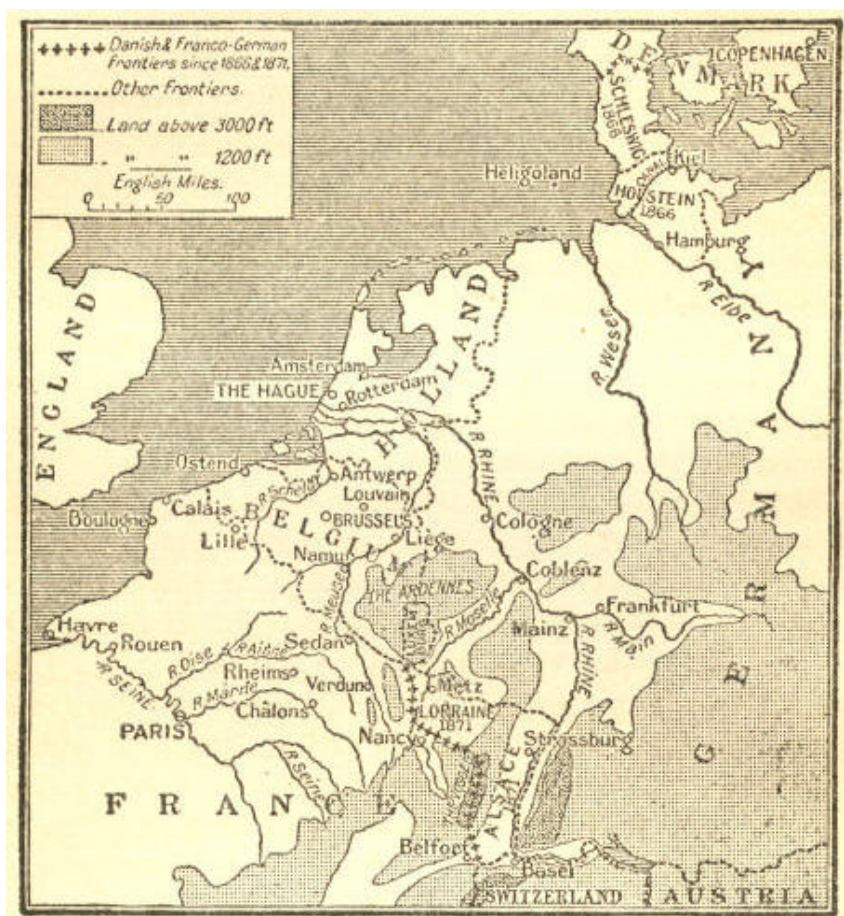 Danish & Franco-German
Frontiers since 1866 & 1871.
Other Frontiers.
Land above 3000 ft
" " 1200 ft
English Miles.
0 50 100
DENMARK
COPENHAGEN
SCHLESWIG
1866
Kiel
CANAL
Heligoland
HOLSTEIN
1866
Hamburg
R Elbe
R. Weser
GERMANY
ENGLAND
HOLLAND
Amsterdam
THE HAGUE
Rotterdam
Ostend
R. Scheldt
Antwerp
Louvain
BRUSSELS
BELGIUM
R. RHINE
Cologne
Calais
Boulogne
Lille
Namur
Liége
THE ARDENNES
Coblenz
R. Moselle
R. Meuse
Frankfurt
Mainz
R Main
R. RHINE
Havre
Rouen
R. SEINE
R. Oise
R. Aisne
Sedan
Rheims
Verdun
R. Marne
Châlons
PARIS
Metz
LORRAINE
1871
Nancy
Strassburg
ALSACE
R. Seine
FRANCE
Belfort
Basel
SWITZERLAND
AUSTRIA